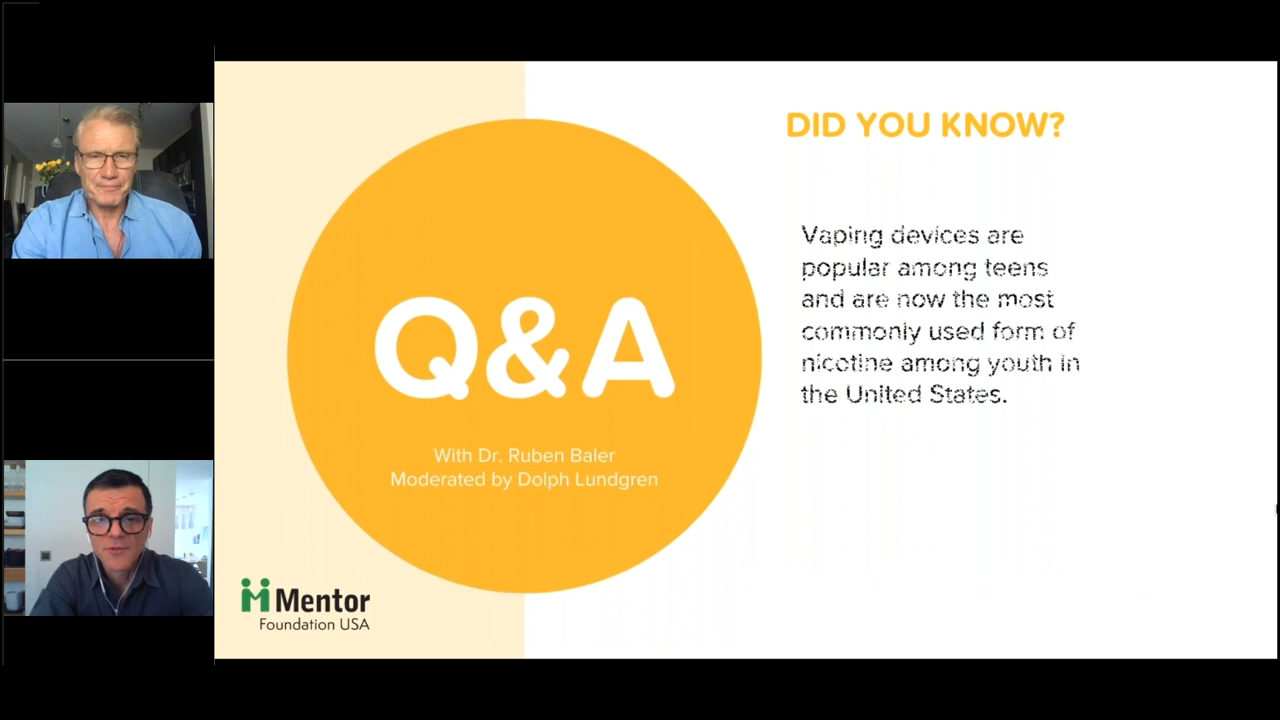 DID YOU KNOW?
Vaping devices are
popular among teens
and are now the most
commonly used form of
nicotine among youth in
the United States.
Q&A
With Dr. Ruben Baler
Moderated by Dolph Lundgren
Mentor
Foundation USA